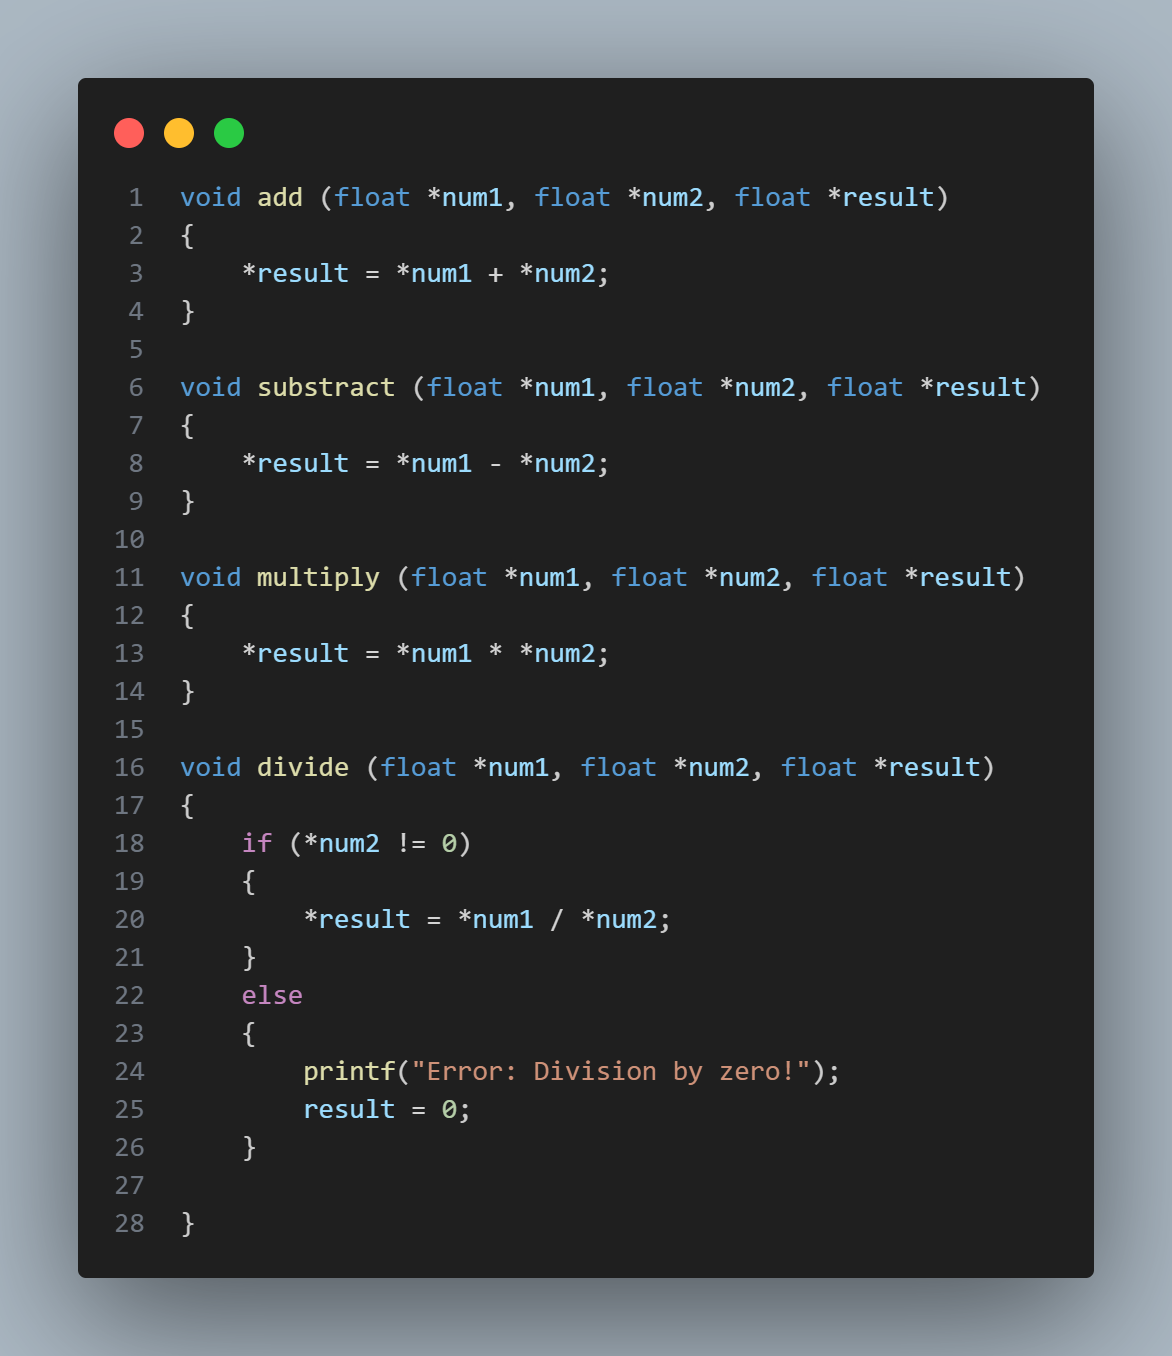 1 void add (float *num1, float *num2, float *result)
2 {
3     *result = *num1 + *num2;
4 }
5
6 void substract (float *num1, float *num2, float *result)
7 {
8     *result = *num1 - *num2;
9 }
10
11 void multiply (float *num1, float *num2, float *result)
12 {
13     *result = *num1 * *num2;
14 }
15
16 void divide (float *num1, float *num2, float *result)
17 {
18     if (*num2 != 0)
19     {
20         *result = *num1 / *num2;
21     }
22     else
23     {
24         printf("Error: Division by zero!");
25         result = 0;
26     }
27
28 }